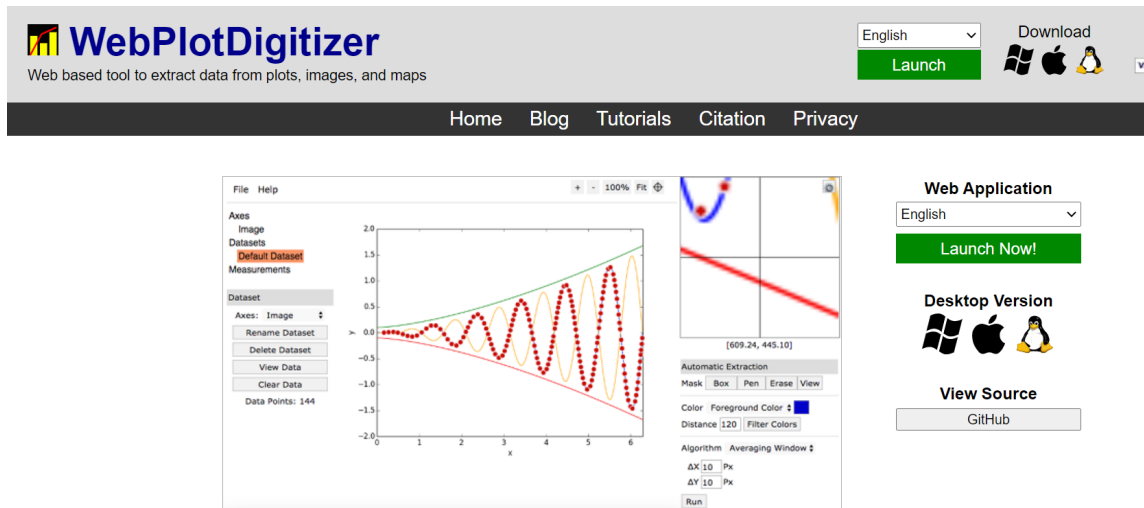 WebPlotDigitizer
Web based tool to extract data from plots, images, and maps
English
Launch
Download
Home Blog Tutorials Citation Privacy
File Help
+ - 100% Fit
Axes
Image
Datasets
Default Dataset
Measurements
Dataset
Axes: Image
Rename Dataset
Delete Dataset
View Data
Clear Data
Data Points: 144
2.0
1.5
1.0
0.5
0.0
−0.5
−1.0
−1.5
−2.0
y
0 1 2 3 4 5 6
x
[609.24, 445.10]
Automatic Extraction
Mask Box Pen Erase View
Color Foreground Color
Distance 120 Filter Colors
Algorithm Averaging Window
ΔX 10 Px
ΔY 10 Px
Run
Web Application
English
Launch Now!
Desktop Version
View Source
GitHub